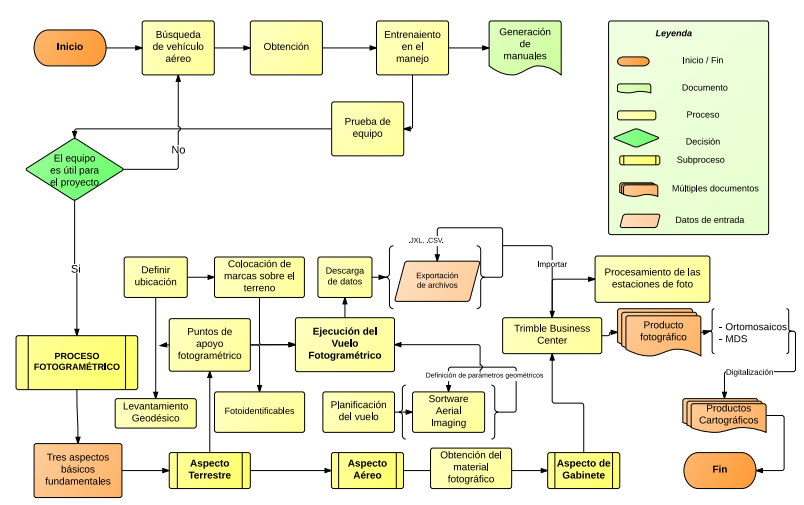 Inicio
Búsqueda
de vehículo
aéreo
Obtención
Entrenaiento
en el
manejo
Generación
de
manuales
Leyenda
Inicio / Fin
Documento
Proceso
Decisión
Subproceso
Múltiples documentos
Datos de entrada
Prueba de
equipo
El equipo
es útil para
el proyecto
No
Si
Definir
ubicación
Colocación de
marcas sobre el
terreno
Descarga
de datos
.JXL, .CSV.
Exportación
de archivos
Importar
Procesamiento de las
estaciones de foto
PROCESO
FOTOGRAMÉTRICO
Puntos de
apoyo
fotogramétrico
Ejecución del
Vuelo
Fotogramétrico
Trimble Business
Center
Producto
fotográfico
- Ortomosaicos
- MDS
Definición de parámetros geométricos
Digitalización
Levantamiento
Geodésico
Fotoidentificables
Planificación
del vuelo
Sortware
Aerial
Imaging
Productos
Cartográficos
Tres aspectos
básicos
fundamentales
Aspecto
Terrestre
Aspecto
Aéreo
Obtención del
material
fotográfico
Aspecto de
Gabinete
Fin